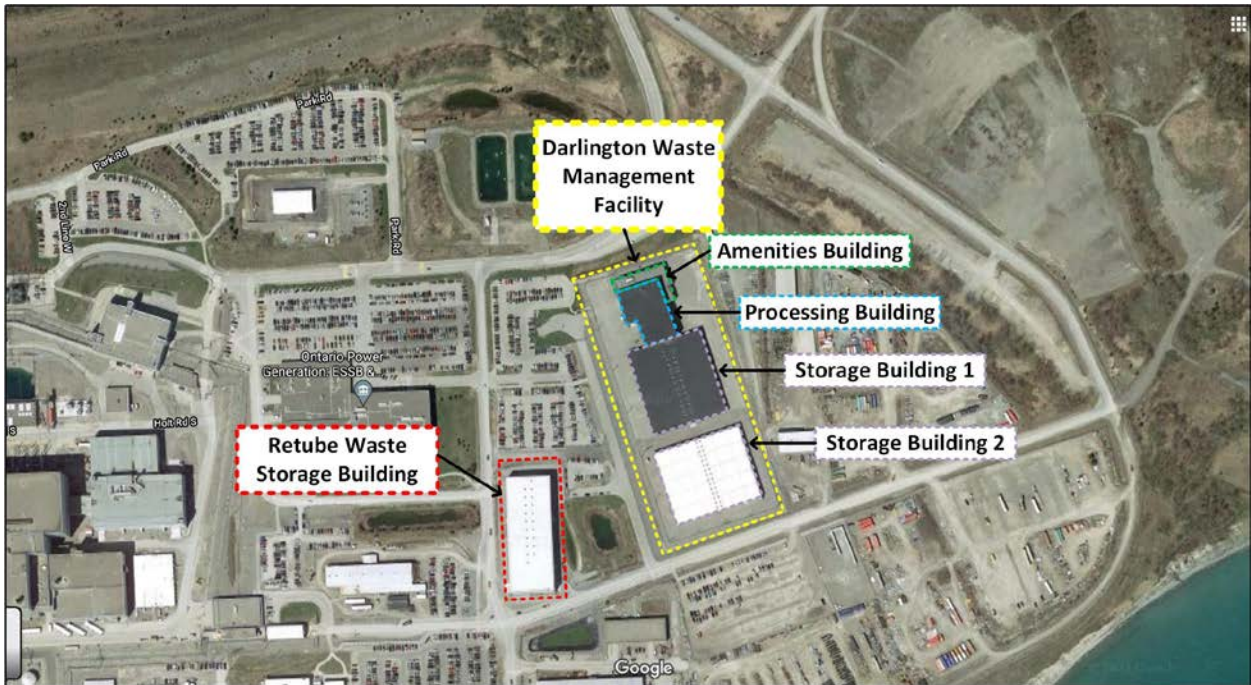 Park Rd
Park Rd
2nd Line W
Park Rd
Darlington Waste
Management
Facility
Amenities Building
Processing Building
Storage Building 1
Ontario Power
Generation: ESSB &...
Holt Rd S
S
Retube Waste
Storage Building
Storage Building 2
Google